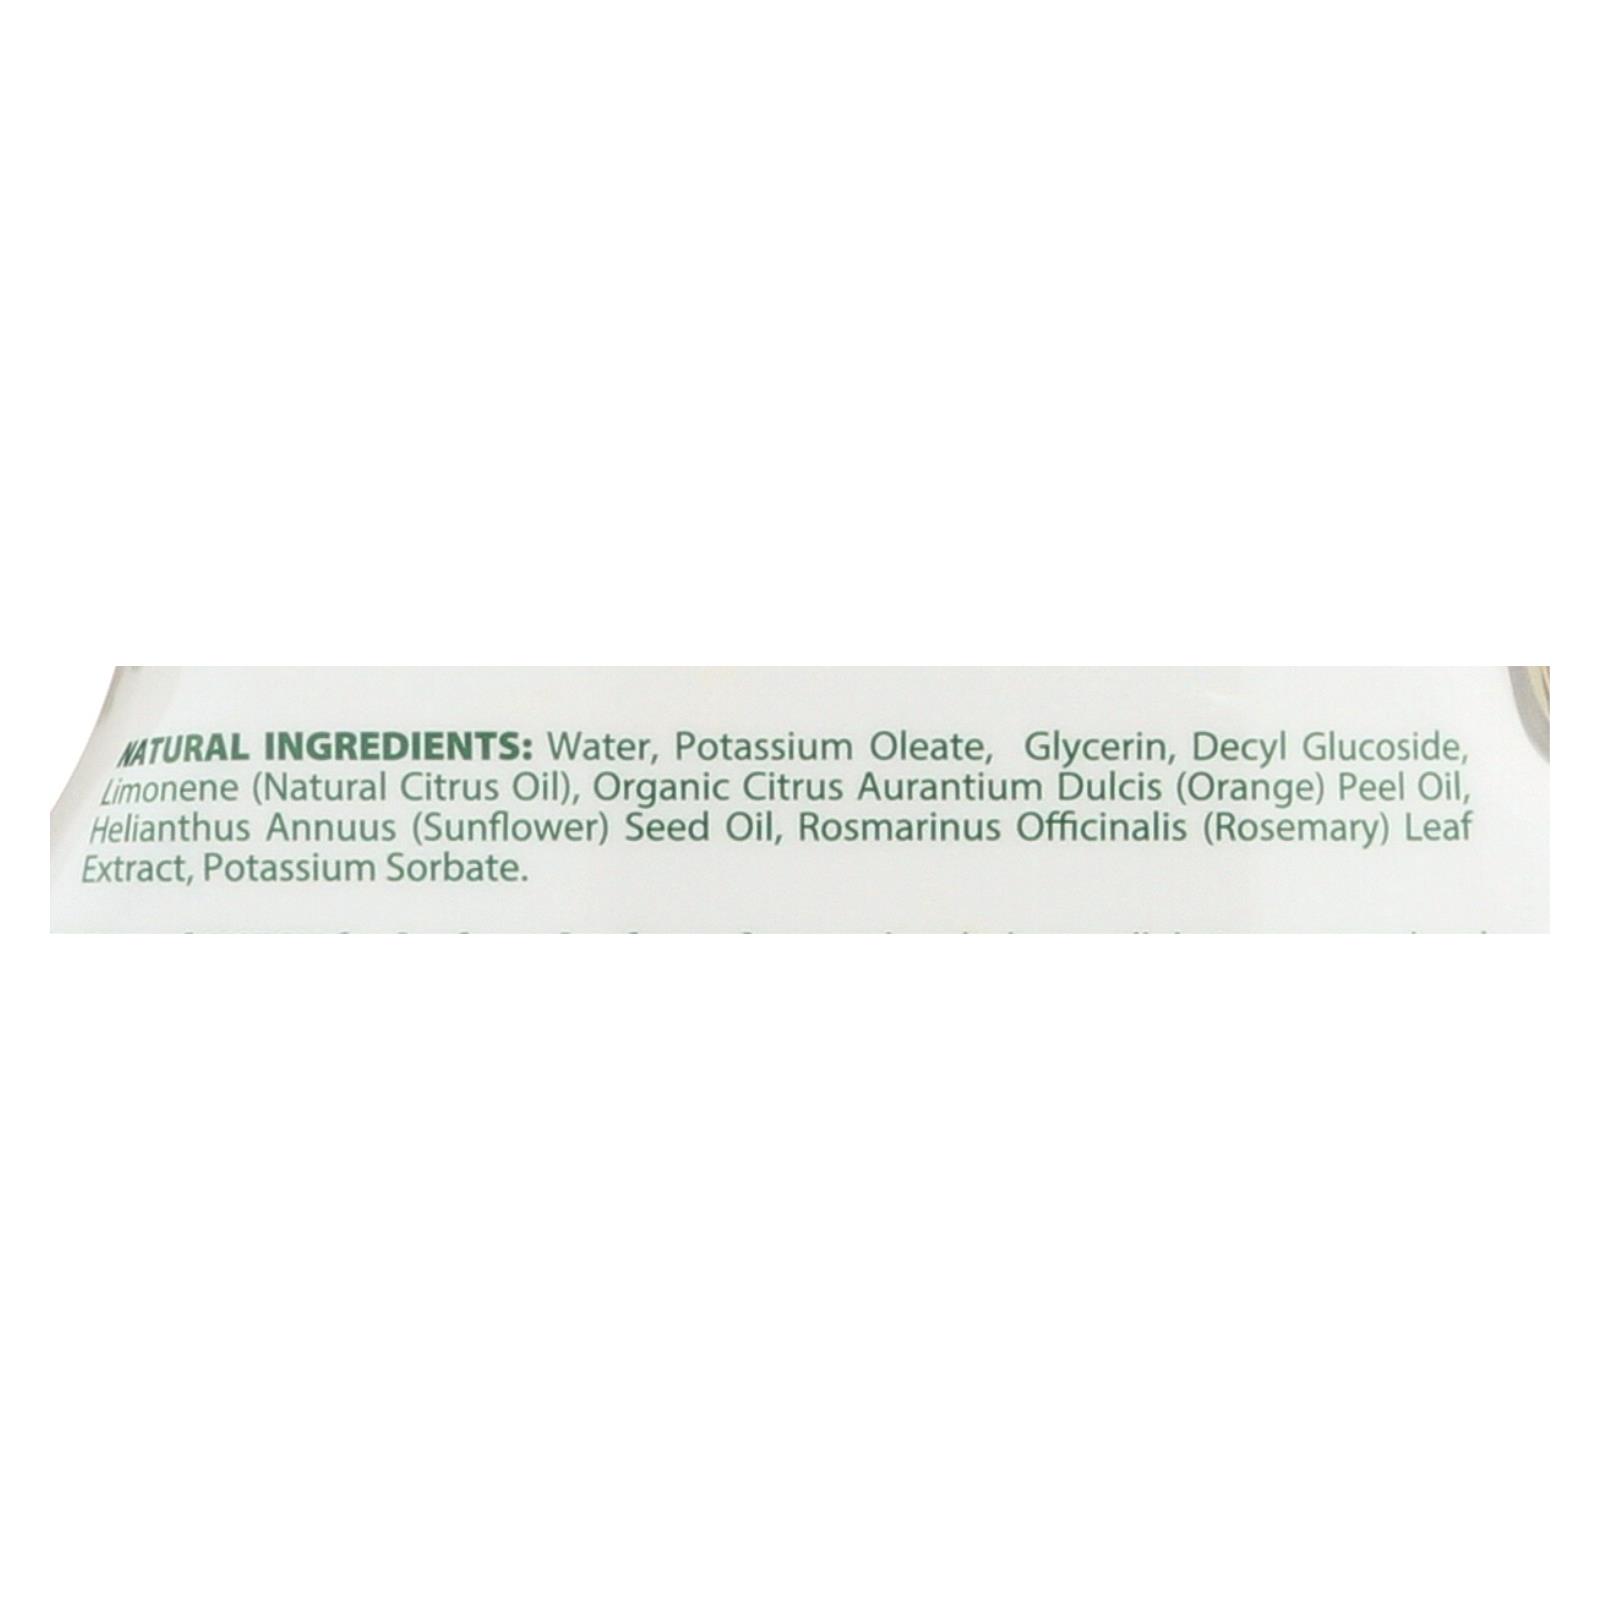 NATURAL INGREDIENTS: Water, Potassium Oleate, Glycerin, Decyl Glucoside,
Limonene (Natural Citrus Oil), Organic Citrus Aurantium Dulcis (Orange) Peel Oil,
Helianthus Annuus (Sunflower) Seed Oil, Rosmarinus Officinalis (Rosemary) Leaf
Extract, Potassium Sorbate.